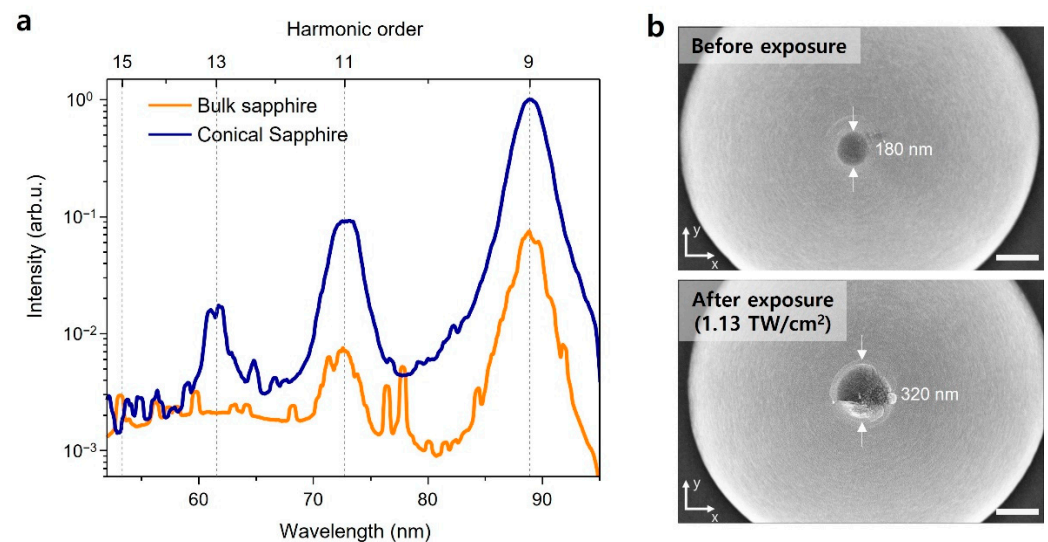 a
Harmonic order
15 13 11 9
Bulk sapphire
Conical Sapphire
10⁰
10⁻¹
10⁻²
10⁻³
Intensity (arb.u.)
60 70 80 90
Wavelength (nm)
b
Before exposure
180 nm
y
x
After exposure
(1.13 TW/cm²)
320 nm
y
x